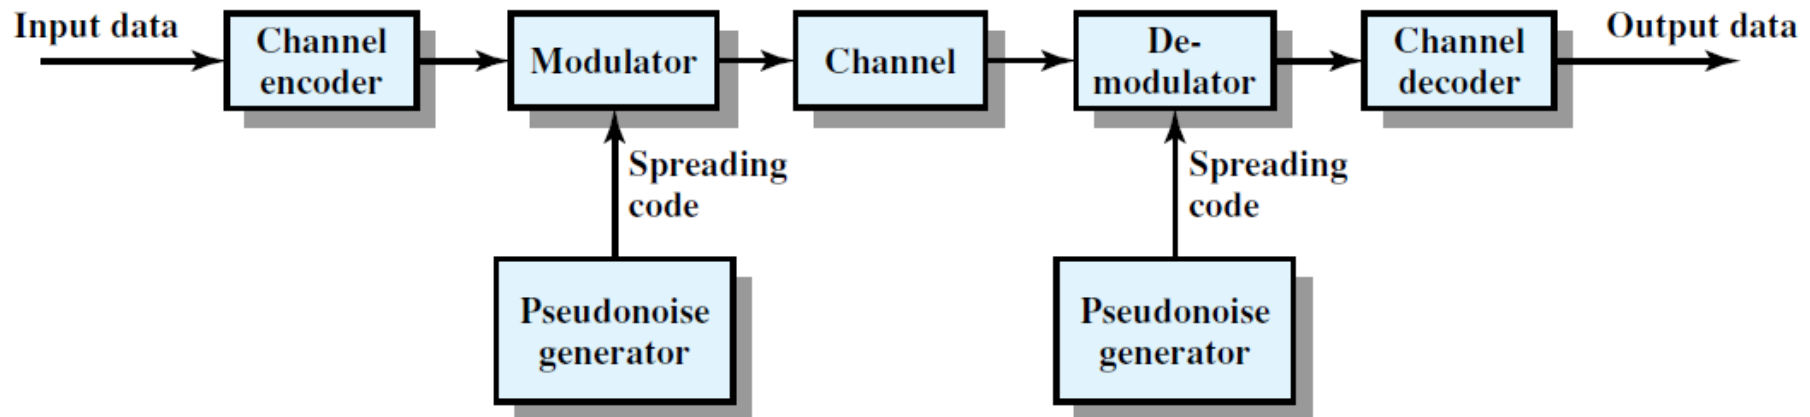 Input data
Channel
encoder
Modulator
Channel
De-
modulator
Channel
decoder
Output data
Spreading
code
Spreading
code
Pseudonoise
generator
Pseudonoise
generator